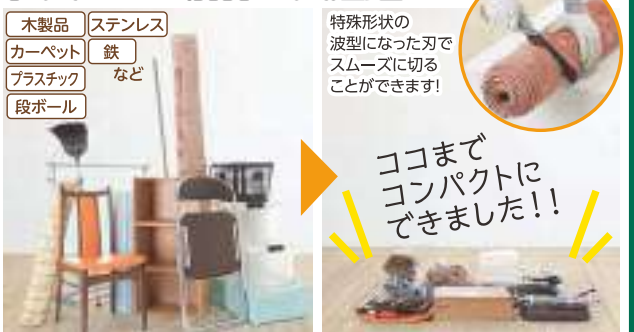 木製品 ステンレス
カーペット 鉄
プラスチック など
段ボール
特殊形状の
波型になった刃で
スムーズに切る
ことができます!
ココまで
コンパクトに
できました!!